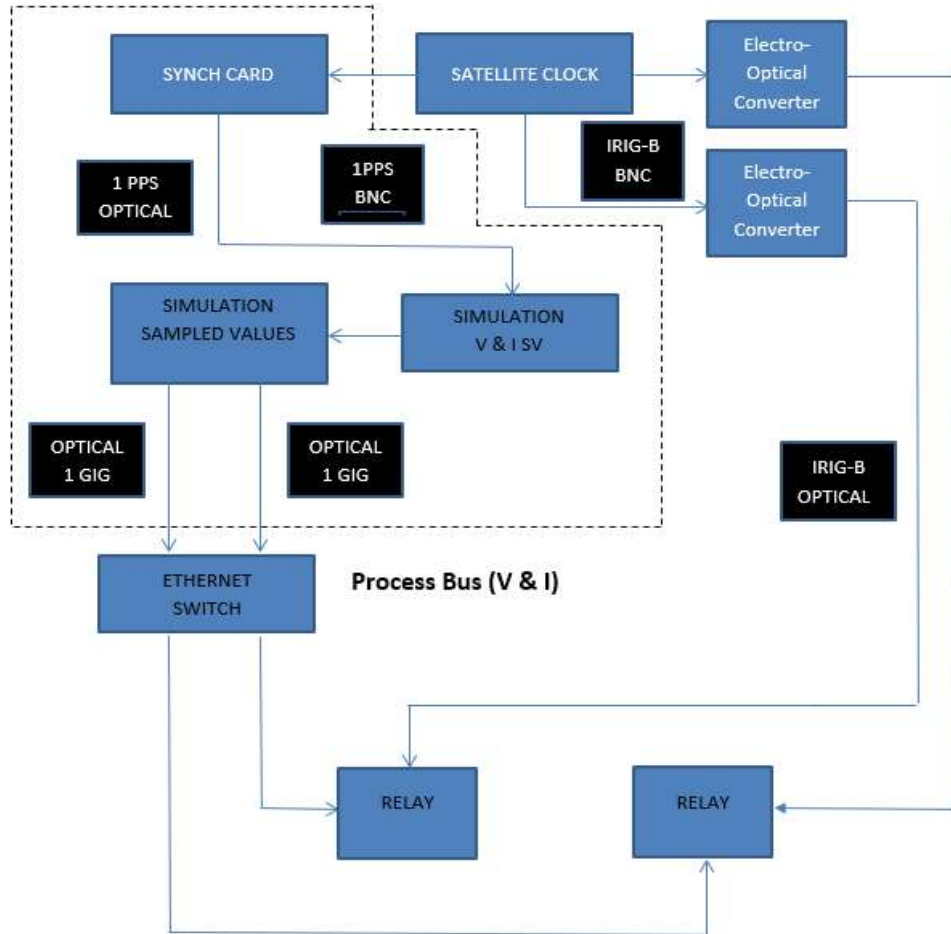 SYNCH CARD
SATELLITE CLOCK
Electro-
Optical
Converter
IRIG-B
BNC
1 PPS
OPTICAL
1PPS
BNC
Electro-
Optical
Converter
SIMULATION
SAMPLED VALUES
SIMULATION
V & I SV
OPTICAL
1 GIG
OPTICAL
1 GIG
IRIG-B
OPTICAL
ETHERNET
SWITCH
Process Bus (V & I)
RELAY
RELAY